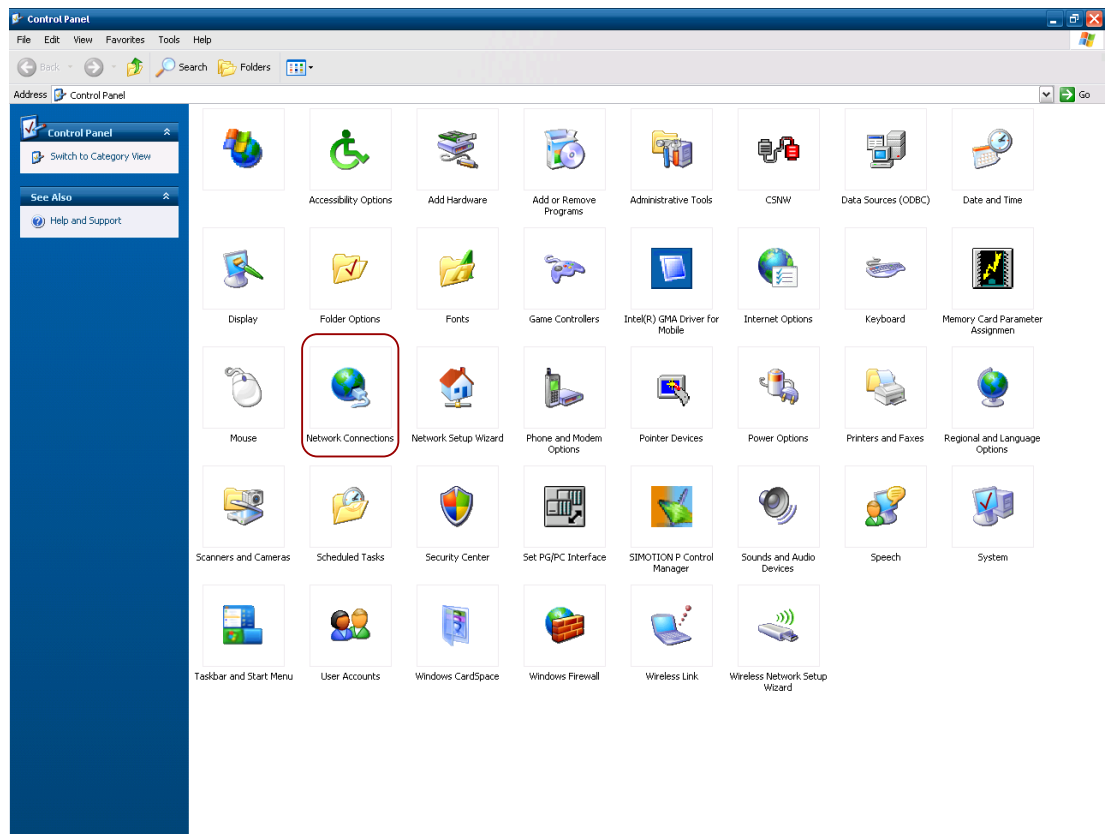 Control Panel
File Edit View Favorites Tools Help
Back Search Folders
Address Control Panel Go
Control Panel
Switch to Category View
See Also
Help and Support
Accessibility Options Add Hardware Add or Remove Programs Administrative Tools CSNW Data Sources (ODBC) Date and Time
Display Folder Options Fonts Game Controllers Intel(R) GMA Driver for Mobile Internet Options Keyboard Memory Card Parameter Assignmen
Mouse Network Connections Network Setup Wizard Phone and Modem Options Pointer Devices Power Options Printers and Faxes Regional and Language Options
Scanners and Cameras Scheduled Tasks Security Center Set PG/PC Interface SIMOTION P Control Manager Sounds and Audio Devices Speech System
Taskbar and Start Menu User Accounts Windows CardSpace Windows Firewall Wireless Link Wireless Network Setup Wizard